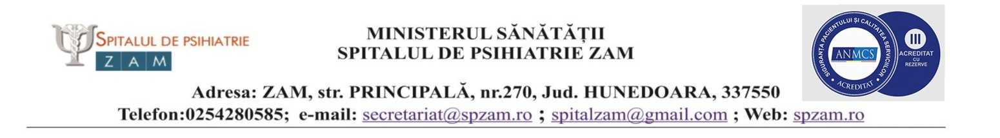 SPITALUL DE PSIHIATRIE
ZAM
MINISTERUL SĂNĂTĂȚII
SPITALUL DE PSIHIATRIE ZAM
SIGURANȚA PACIENTULUI ȘI CALITATEA SERVICIILOR
ANMCS
ACREDITAT
III
ACREDITAT
CU
REZERVE
Adresa: ZAM, str. PRINCIPALĂ, nr.270, Jud. HUNEDOARA, 337550
Telefon:0254280585; e-mail: secretariat@spzam.ro ; spitalzam@gmail.com ; Web: spzam.ro